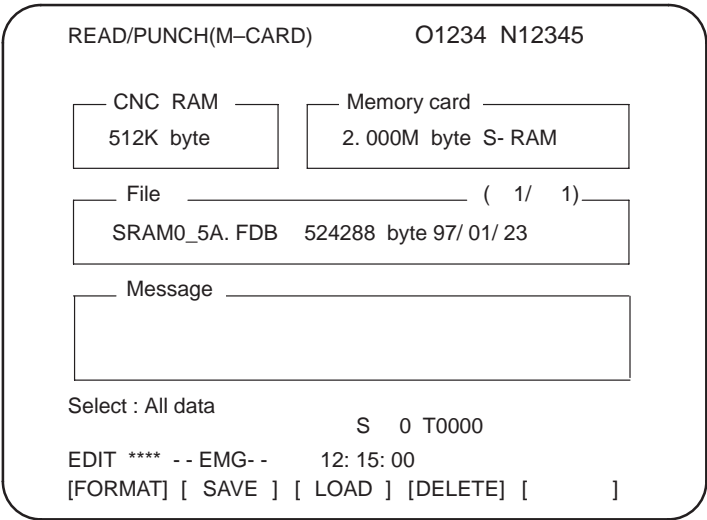 READ/PUNCH(M–CARD) O1234 N12345
CNC RAM Memory card
512K byte 2. 000M byte S- RAM
File ( 1/ 1)
SRAM0_5A. FDB 524288 byte 97/ 01/ 23
Message
Select : All data
S 0 T0000
EDIT **** - - EMG- - 12: 15: 00
[FORMAT] [ SAVE ] [ LOAD ] [DELETE] [ ]